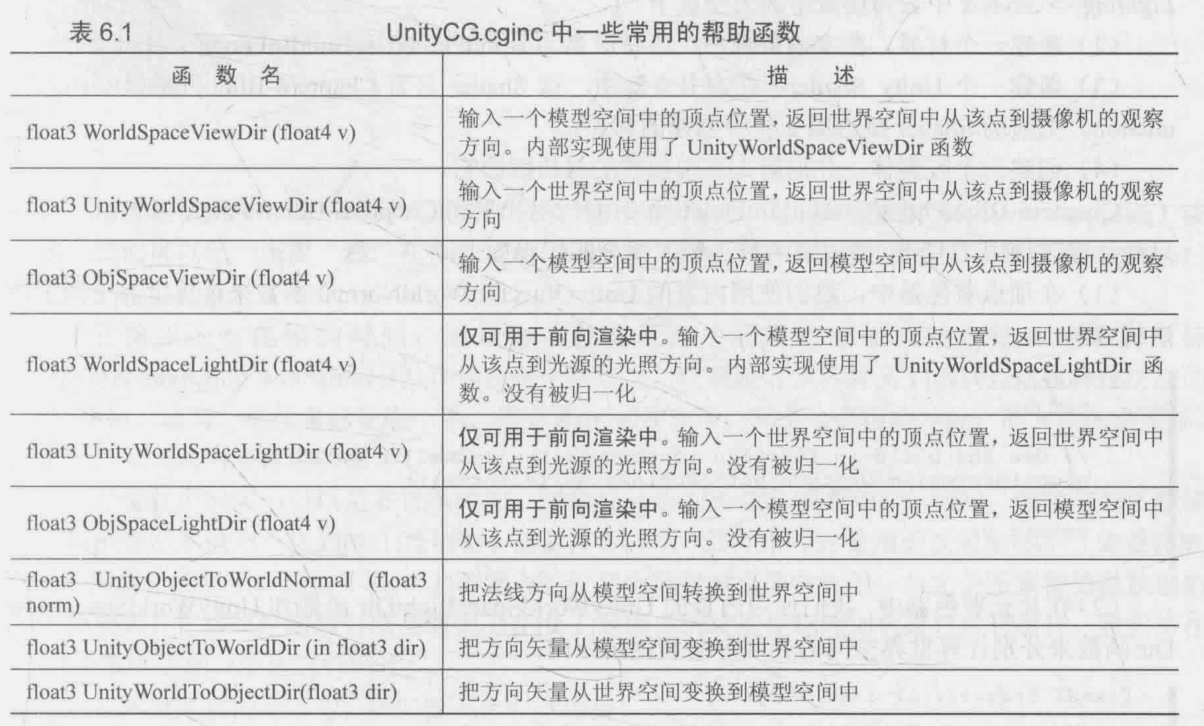 表 6.1 UnityCG.cginc 中一些常用的帮助函数
函 数 名 描 述
float3 WorldSpaceViewDir (float4 v)
输入一个模型空间中的顶点位置，返回世界空间中从该点到摄像机的观察
方向。内部实现使用了 UnityWorldSpaceViewDir 函数
float3 UnityWorldSpaceViewDir (float4 v)
输入一个世界空间中的顶点位置，返回世界空间中从该点到摄像机的观察
方向
float3 ObjSpaceViewDir (float4 v)
输入一个模型空间中的顶点位置，返回模型空间中从该点到摄像机的观察
方向
float3 WorldSpaceLightDir (float4 v)
仅可用于前向渲染中。输入一个模型空间中的顶点位置，返回世界空间中
从该点到光源的光照方向。内部实现使用了 UnityWorldSpaceLightDir 函
数。没有被归一化
float3 UnityWorldSpaceLightDir (float4 v)
仅可用于前向渲染中。输入一个世界空间中的顶点位置，返回世界空间中
从该点到光源的光照方向。没有被归一化
float3 ObjSpaceLightDir (float4 v)
仅可用于前向渲染中。输入一个模型空间中的顶点位置，返回模型空间中
从该点到光源的光照方向。没有被归一化
float3 UnityObjectToWorldNormal (float3
norm)
把法线方向从模型空间转换到世界空间中
float3 UnityObjectToWorldDir (in float3 dir)
把方向矢量从模型空间变换到世界空间中
float3 UnityWorldToObjectDir(float3 dir)
把方向矢量从世界空间变换到模型空间中